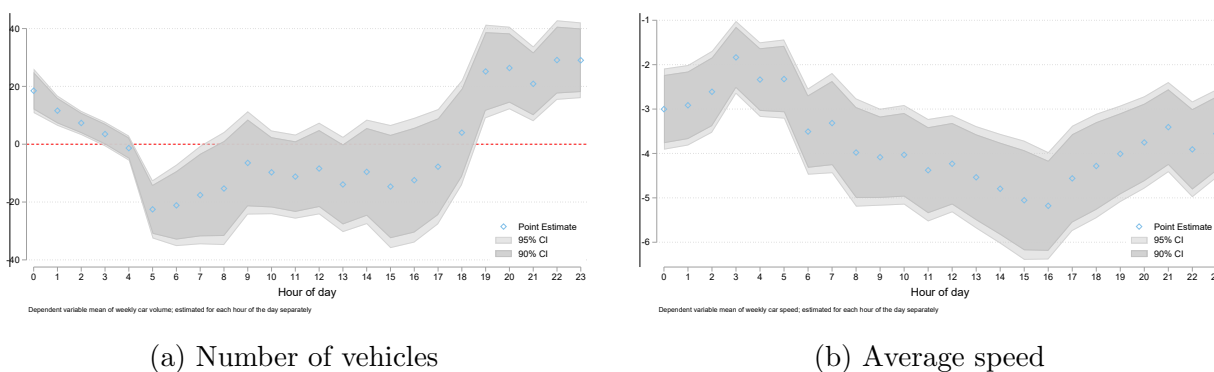 40
20
0
-20
-40
Point Estimate
95% CI
90% CI
0 1 2 3 4 5 6 7 8 9 10 11 12 13 14 15 16 17 18 19 20 21 22 23
Hour of day
Dependent variable mean of weekly car volume; estimated for each hour of the day separately
(a) Number of vehicles
-1
-2
-3
-4
-5
-6
Point Estimate
95% CI
90% CI
0 1 2 3 4 5 6 7 8 9 10 11 12 13 14 15 16 17 18 19 20 21 22
Hour of day
Dependent variable mean of weekly car speed; estimated for each hour of the day separately
(b) Average speed